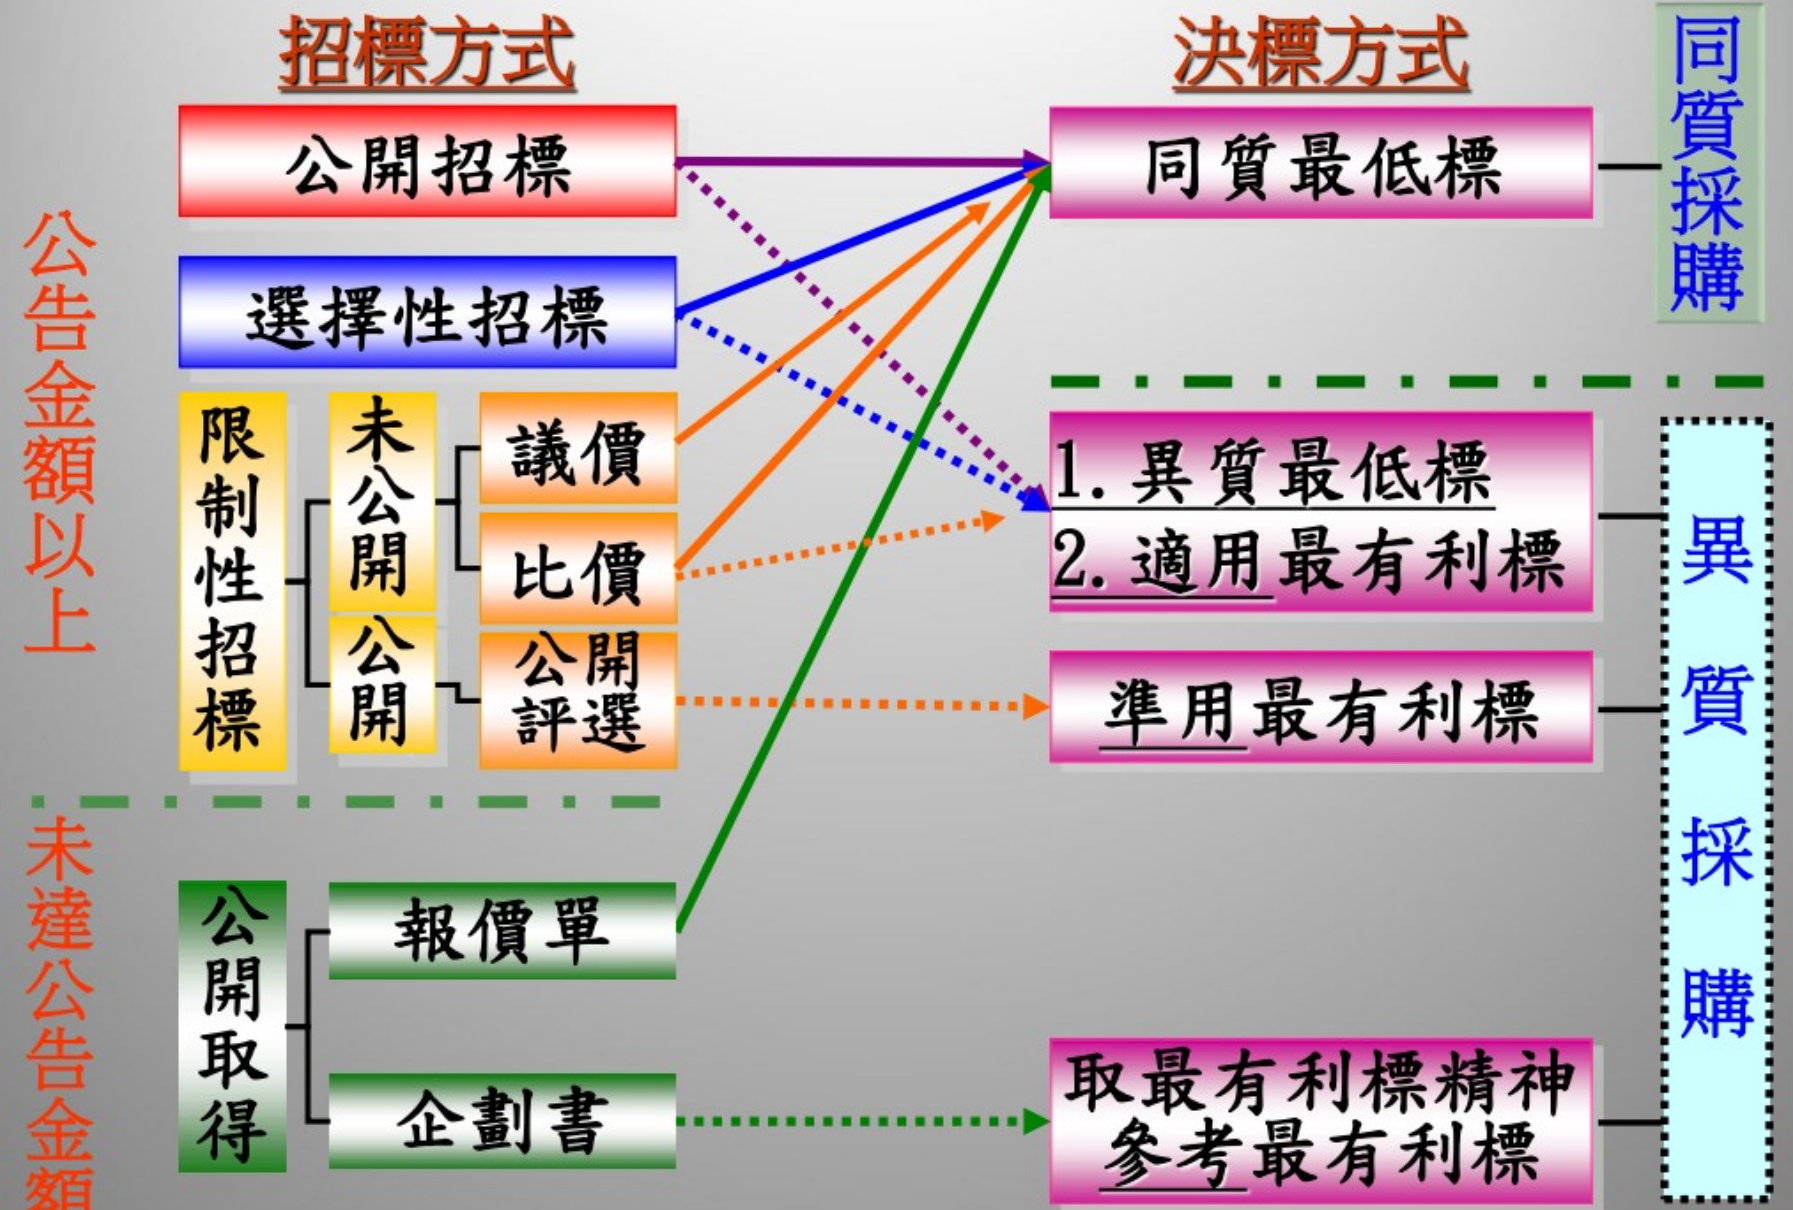 招標方式
決標方式
同質採購
公開招標
同質最低標
選擇性招標
公告金額以上
限制性招標
未公開
議價
比價
公開
公開
評選
1. 異質最低標
2. 適用最有利標
準用最有利標
異質採購
未達公告金額
公開取得
報價單
企劃書
取最有利標精神
參考最有利標